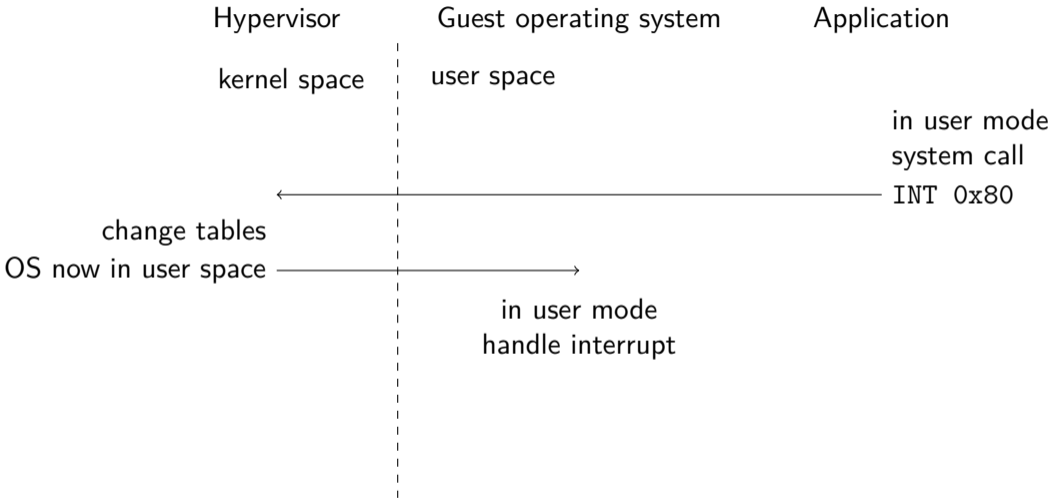 Hypervisor
Guest operating system
Application
kernel space
user space
in user mode
system call
INT 0x80
change tables
OS now in user space
in user mode
handle interrupt